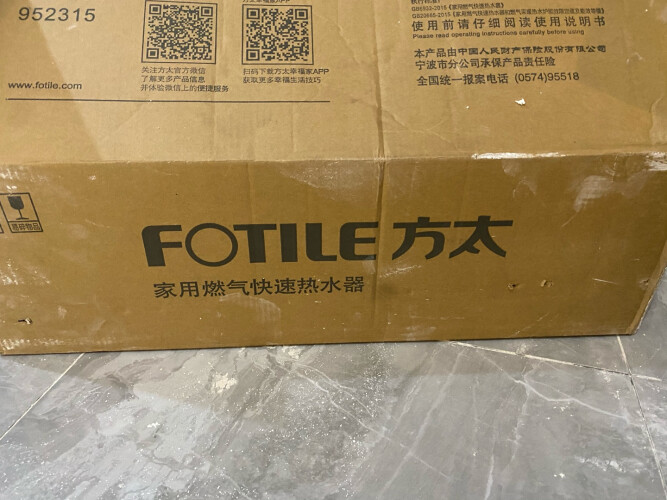 952315
www.fotile.com
关注方太官方微信
了解更多产品信息
并体验微信上的便捷服务
扫码下载方太幸福家APP
获取更多幸福生活技巧
使用前请仔细阅读使用说明书
Please read operating instructions carefully before using
本产品由中国人民财产保险股份有限公司
宁波市分公司承保产品责任险
全国统一报案电话 (0574)95518
易碎物品
FOTILE方太
家用燃气快速热水器